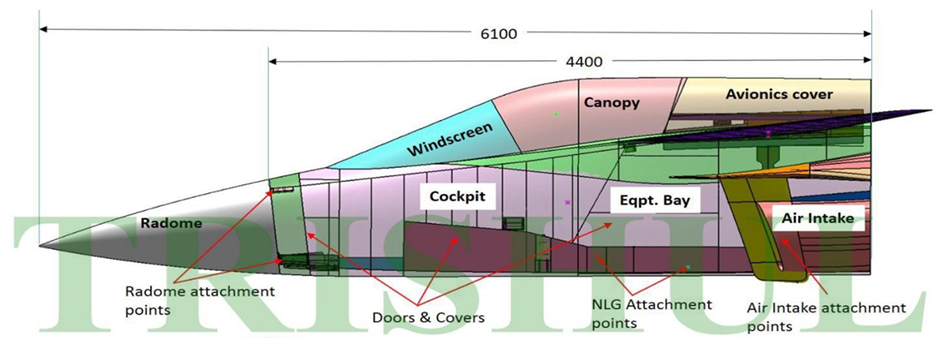 6100
4400
Avionics cover
Canopy
Windscreen
Cockpit
Eqpt. Bay
Radome
Air Intake
TRISHUL
Radome attachment
points
Doors & Covers
NLG Attachment
points
Air Intake attachment
points